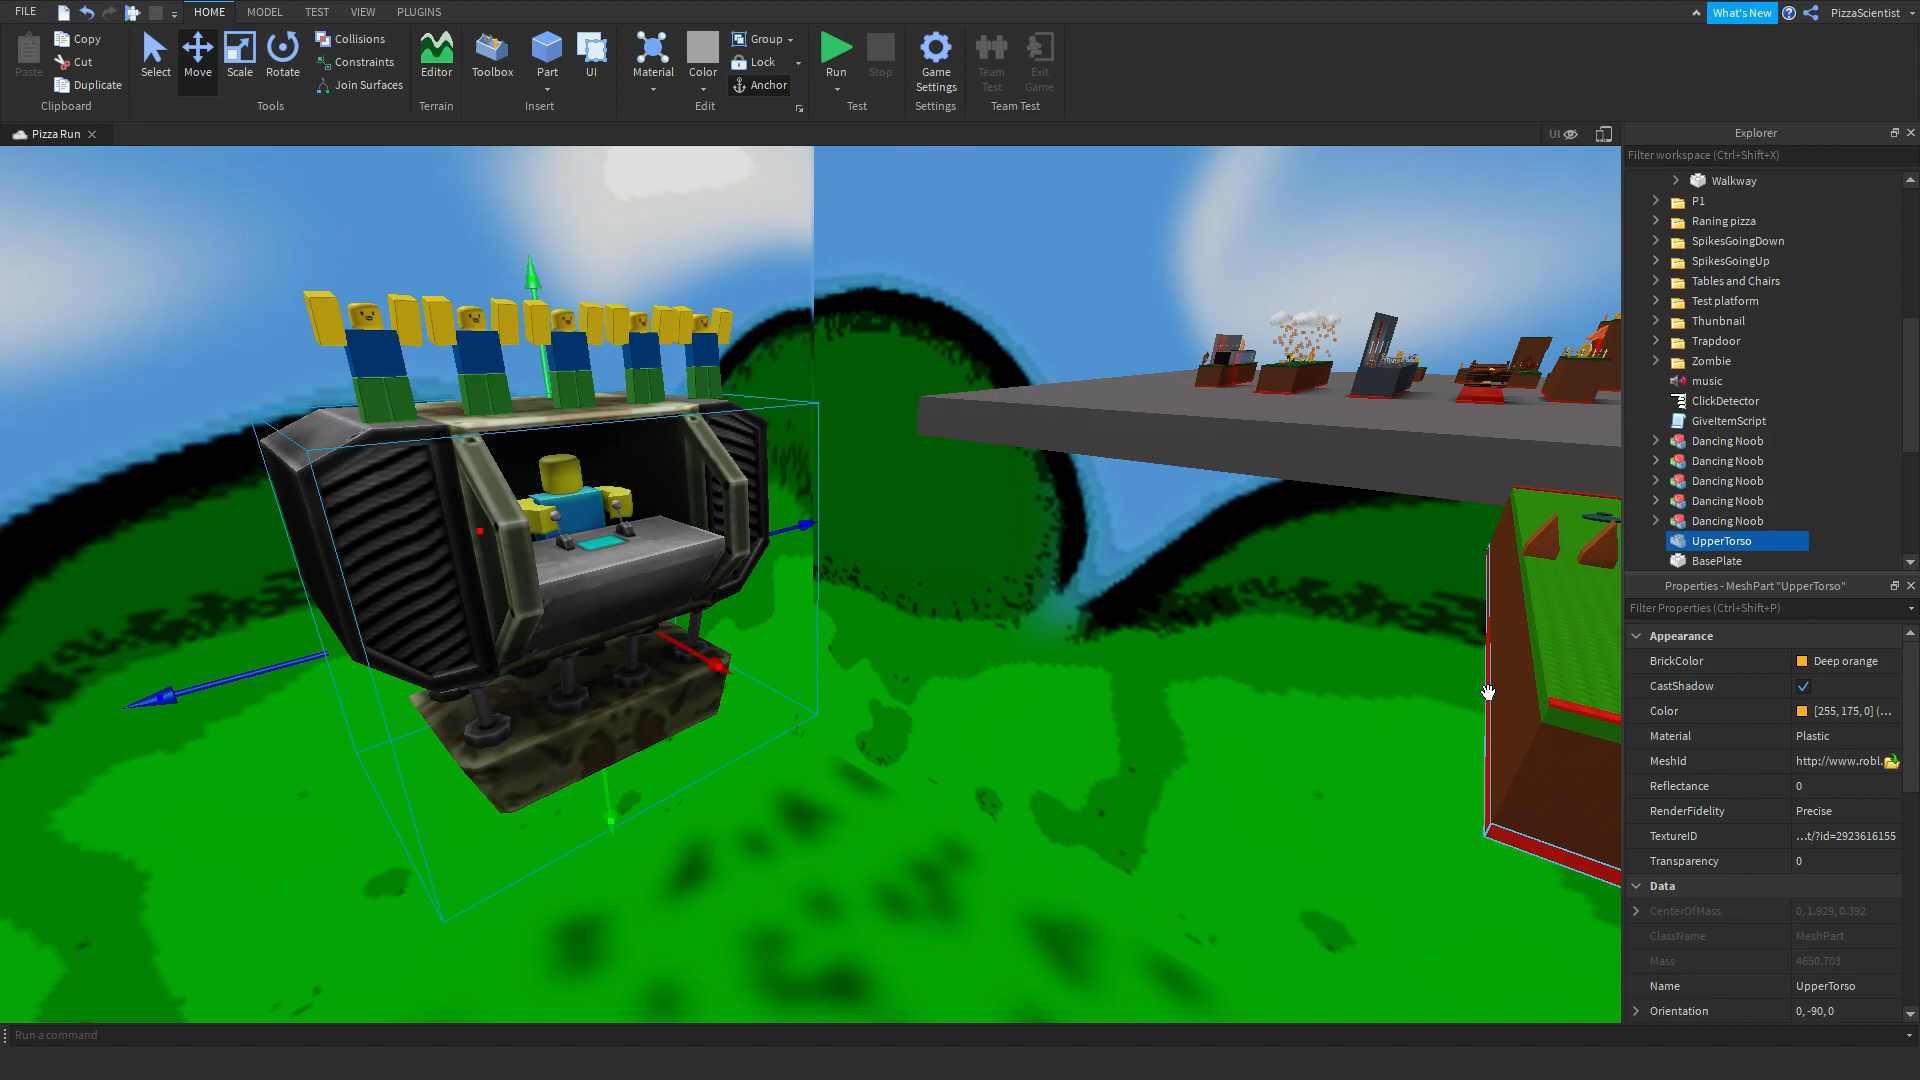 FILE HOME MODEL TEST VIEW PLUGINS What's New PizzaScientist
Paste Copy Cut Duplicate Clipboard
Select Move Scale Rotate Collisions Constraints Join Surfaces Tools
Editor Terrain
Toolbox Part UI Insert
Material Color Group Lock Anchor Edit
Run Stop Test
Game Settings Settings
Team Test Exit Game Team Test
Pizza Run
UI
Explorer
Filter workspace (Ctrl+Shift+X)
Walkway
P1
Raning pizza
SpikesGoingDown
SpikesGoingUp
Tables and Chairs
Test platform
Thunbnail
Trapdoor
Zombie
music
ClickDetector
GiveItemScript
Dancing Noob
Dancing Noob
Dancing Noob
Dancing Noob
Dancing Noob
UpperTorso
BasePlate
Properties - MeshPart "UpperTorso"
Filter Properties (Ctrl+Shift+P)
Appearance
BrickColor Deep orange
CastShadow
Color [255, 175, 0] (...
Material Plastic
MeshId http://www.robl.
Reflectance 0
RenderFidelity Precise
TextureID ...t/?id=2923616155
Transparency 0
Data
CenterOfMass 0, 1.929, 0.392
ClassName MeshPart
Mass 4650.703
Name UpperTorso
Orientation 0, -90, 0
Run a command